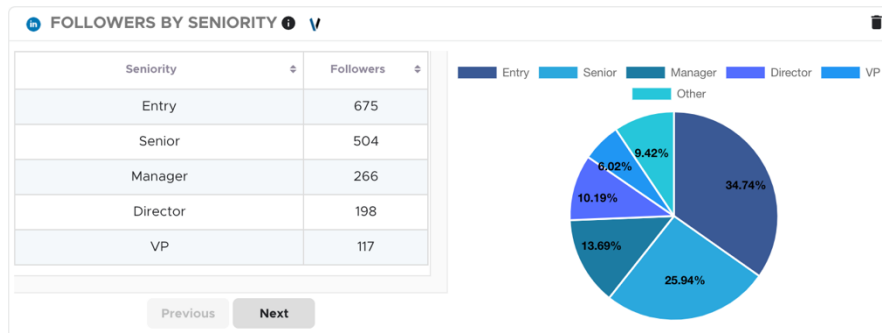 in FOLLOWERS BY SENIORITY i
Seniority Followers
Entry 675
Senior 504
Manager 266
Director 198
VP 117
Previous Next
Entry Senior Manager Director VP
Other
34.74%
25.94%
13.69%
10.19%
6.02%
9.42%